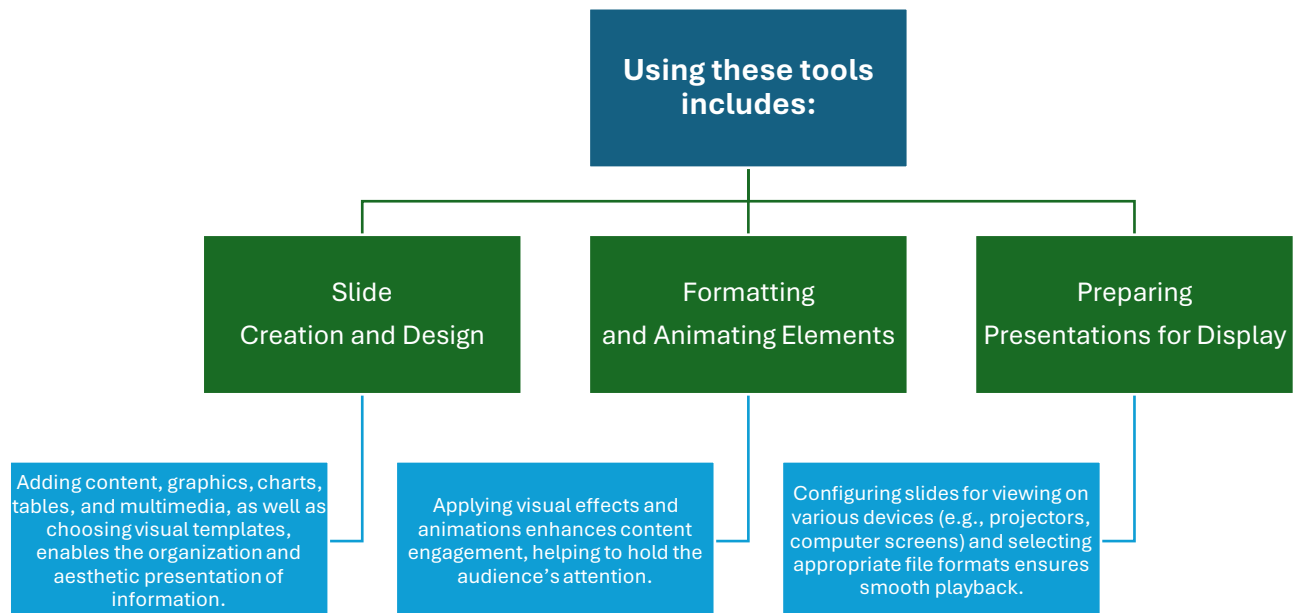 Using these tools
includes:
Slide
Creation and Design
Formatting
and Animating Elements
Preparing
Presentations for Display
Adding content, graphics, charts,
tables, and multimedia, as well as
choosing visual templates,
enables the organization and
aesthetic presentation of
information.
Applying visual effects and
animations enhances content
engagement, helping to hold the
audience’s attention.
Configuring slides for viewing on
various devices (e.g., projectors,
computer screens) and selecting
appropriate file formats ensures
smooth playback.